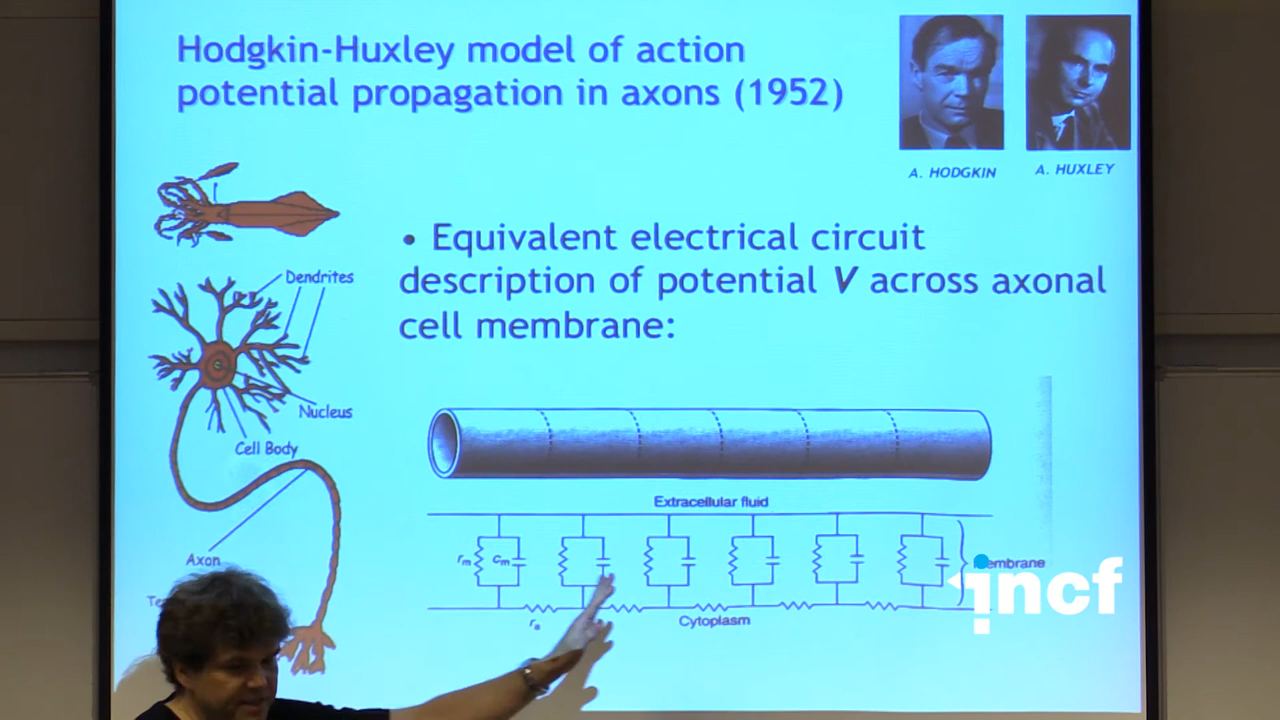 Hodgkin-Huxley model of action
potential propagation in axons (1952)
A. HODGKIN
A. HUXLEY
• Equivalent electrical circuit
description of potential V across axonal
cell membrane:
Dendrites
Nucleus
Cell Body
Axon
Extracellular fluid
rm
cm
ra
Cytoplasm
incf